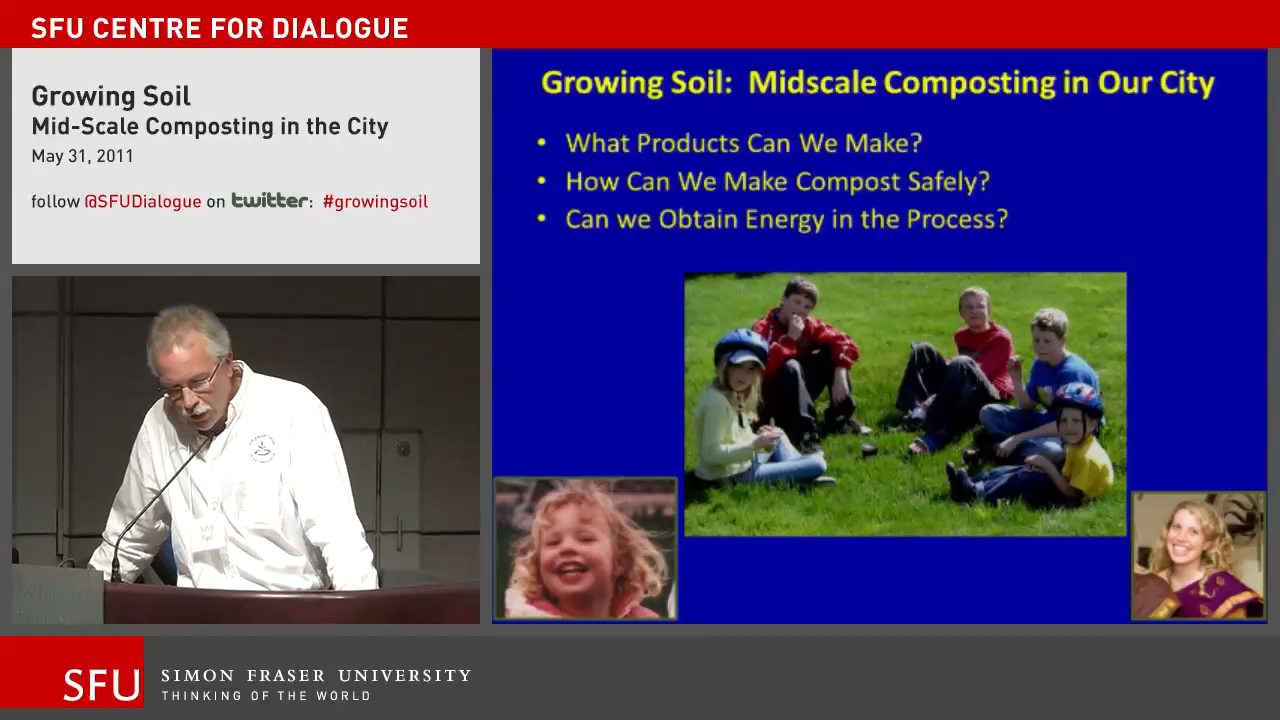 SFU CENTRE FOR DIALOGUE
Growing Soil
Mid-Scale Composting in the City
May 31, 2011
follow @SFUDialogue on twitter: #growingsoil
Growing Soil: Midscale Composting in Our City
• What Products Can We Make?
• How Can We Make Compost Safely?
• Can we Obtain Energy in the Process?
SFU
SIMON FRASER UNIVERSITY
THINKING OF THE WORLD